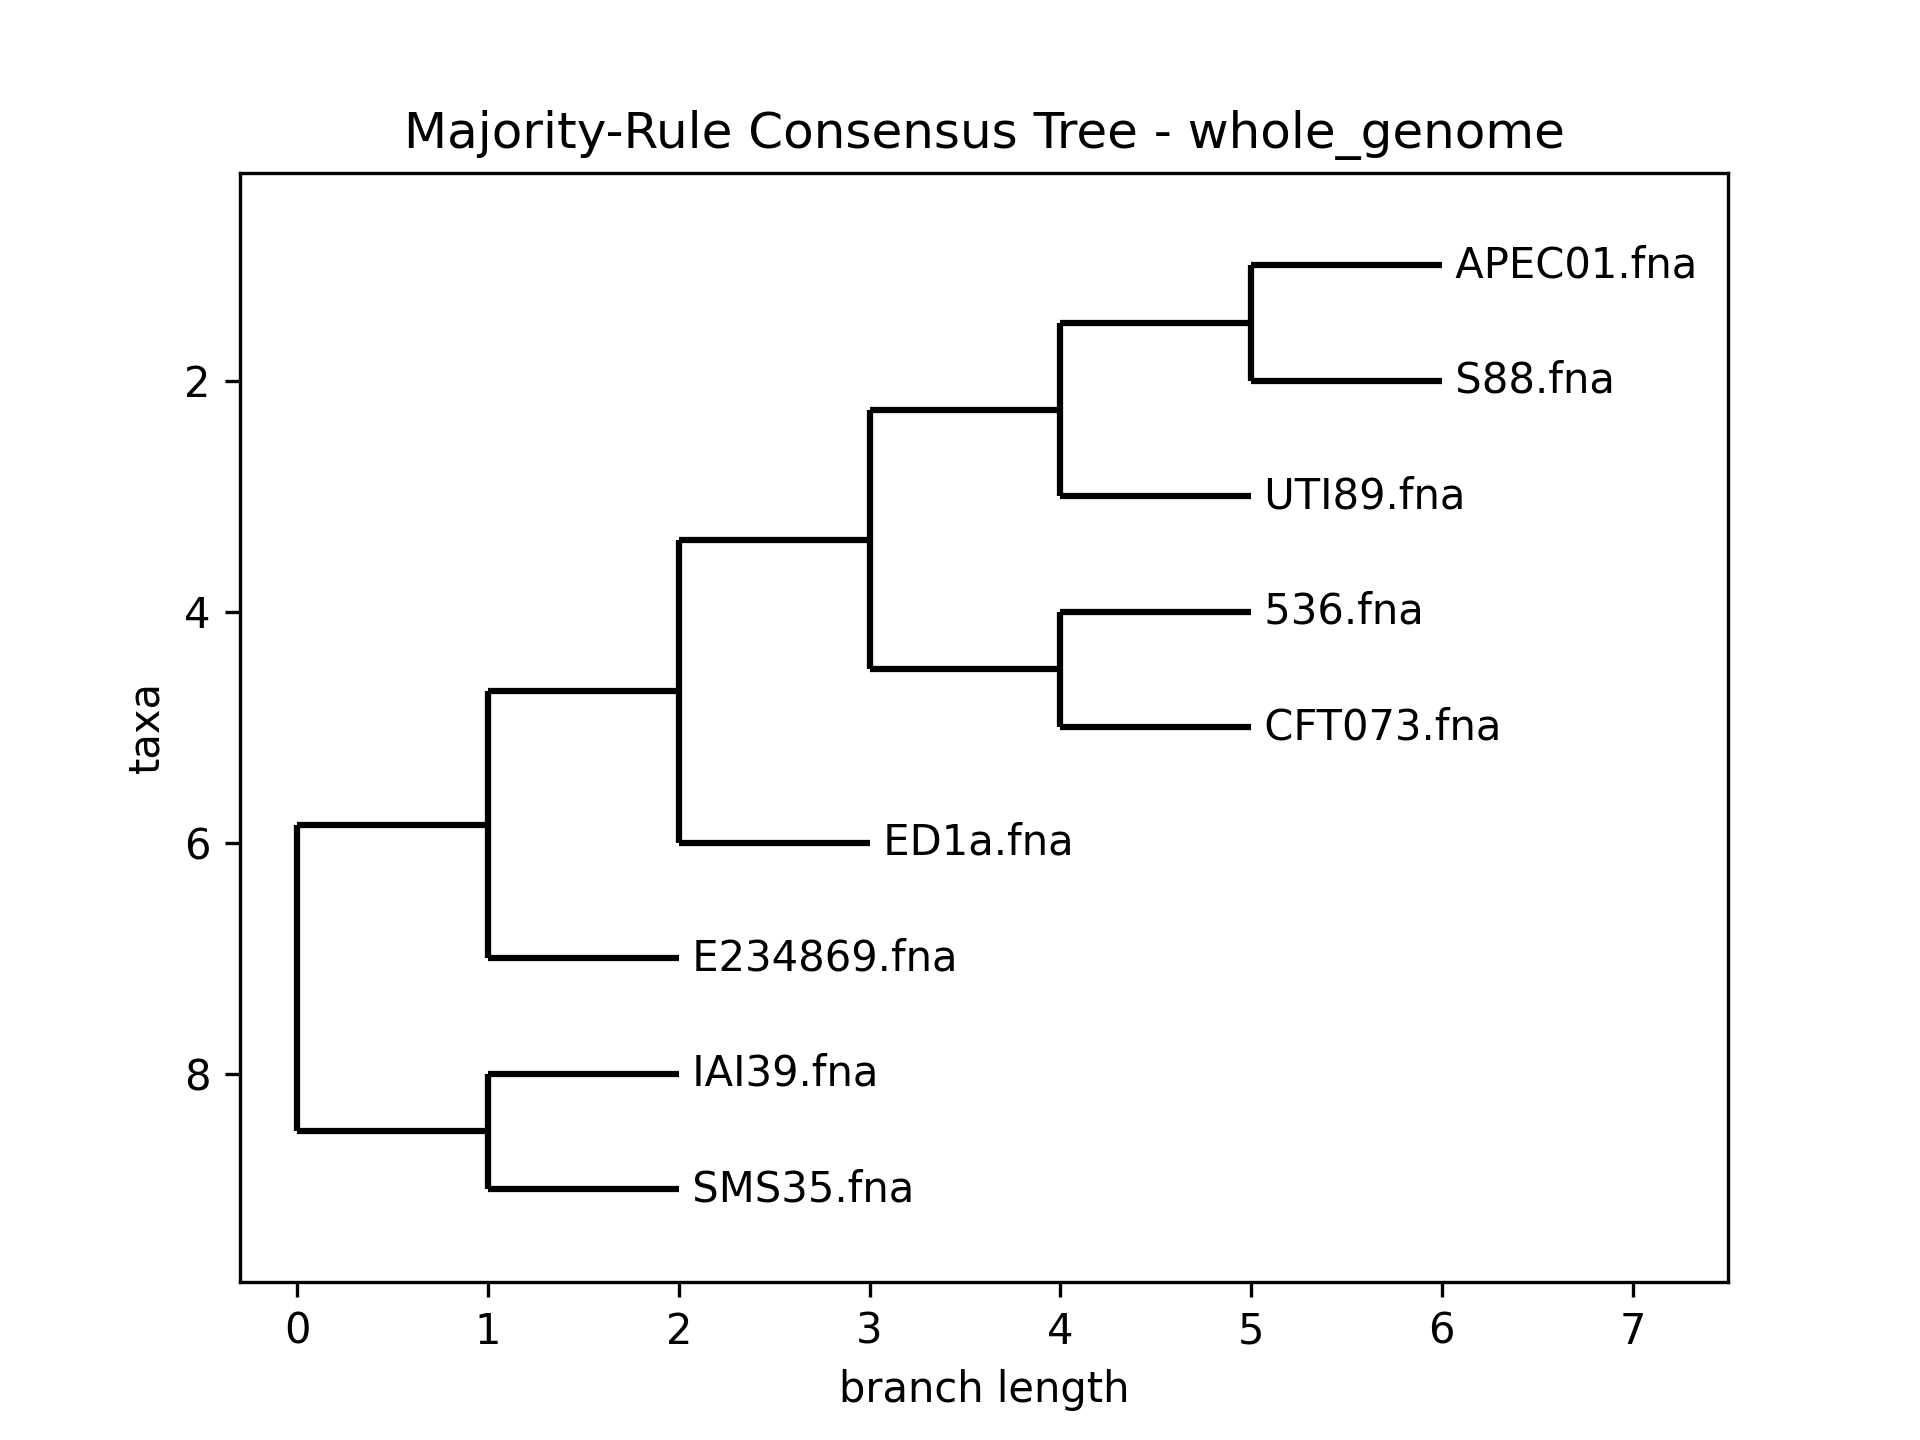 Majority-Rule Consensus Tree - whole_genome
APEC01.fna
2
S88.fna
UTI89.fna
4
536.fna
CFT073.fna
taxa
6
ED1a.fna
E234869.fna
8
IAI39.fna
SMS35.fna
0 1 2 3 4 5 6 7
branch length